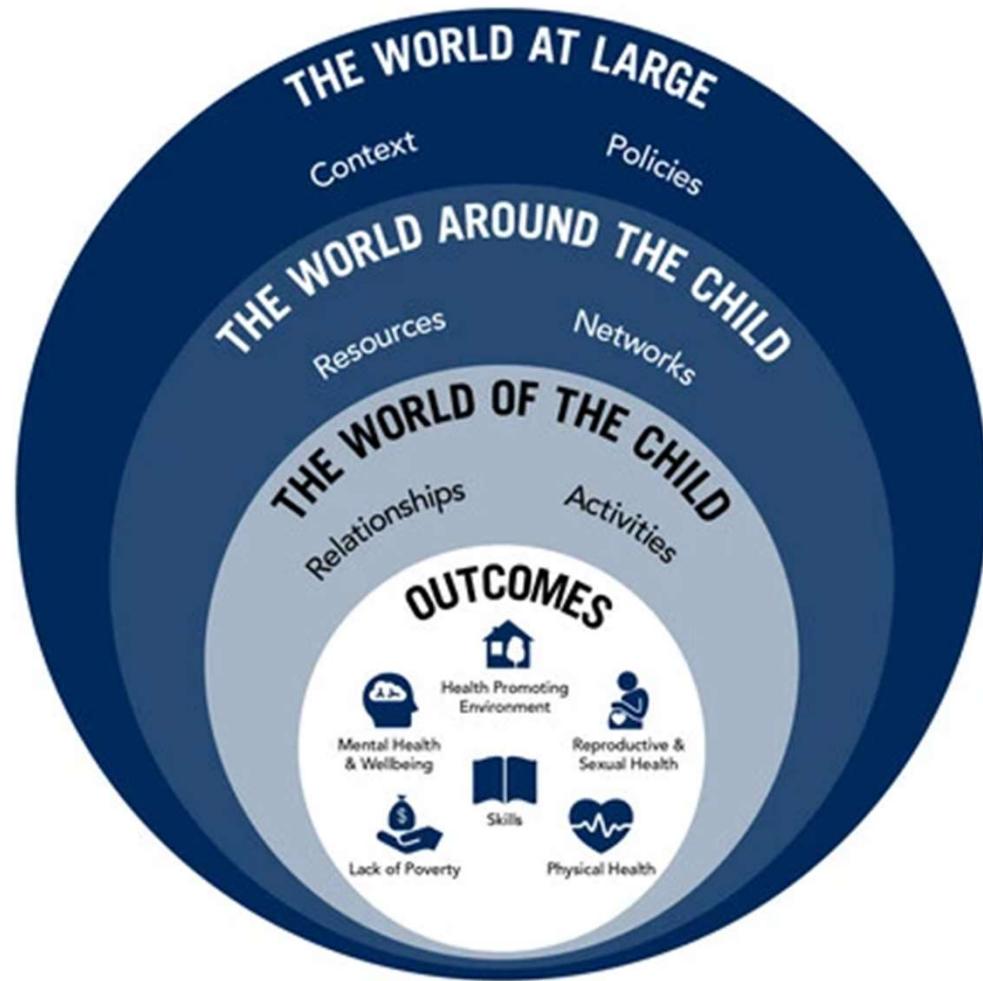 THE WORLD AT LARGE
Context
Policies
THE WORLD AROUND THE CHILD
Resources
Networks
THE WORLD OF THE CHILD
Relationships
Activities
OUTCOMES
Health Promoting
Environment
Mental Health
& Wellbeing
Reproductive &
Sexual Health
$
Skills
Lack of Poverty
Physical Health